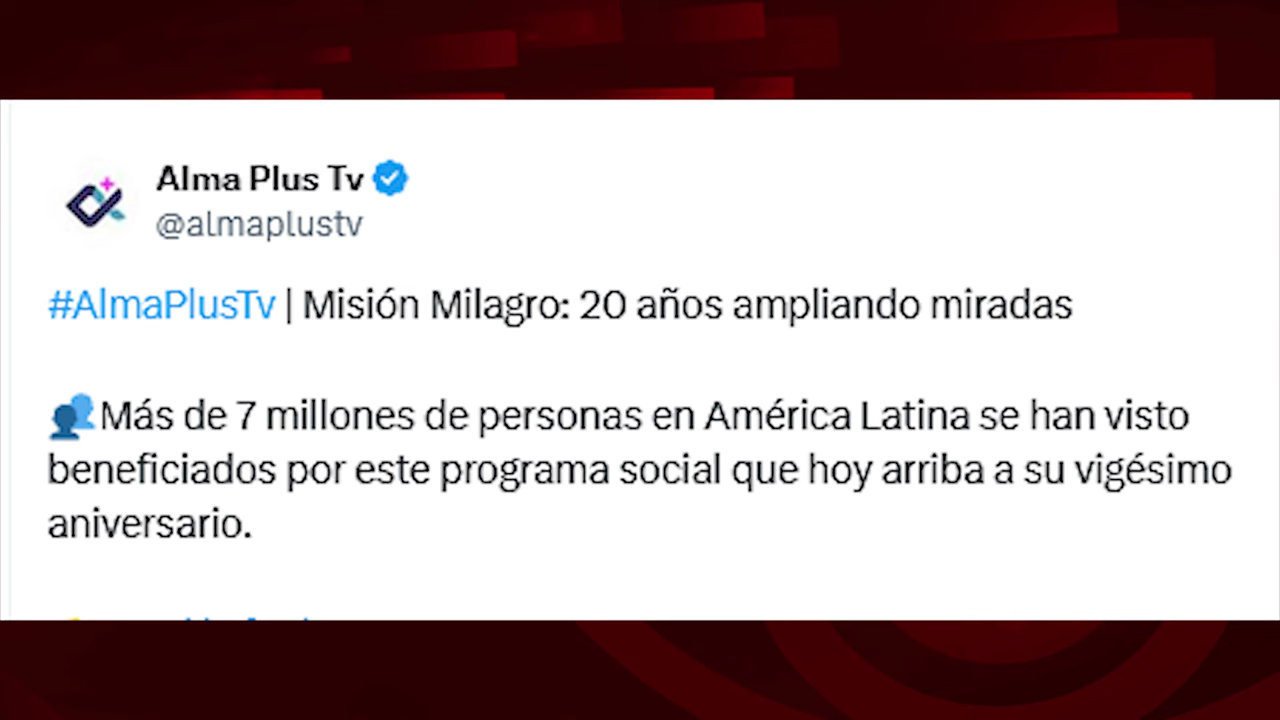 Alma Plus Tv
@almaplustv
#AlmaPlusTv | Misión Milagro: 20 años ampliando miradas
Más de 7 millones de personas en América Latina se han visto
beneficiados por este programa social que hoy arriba a su vigésimo
aniversario.